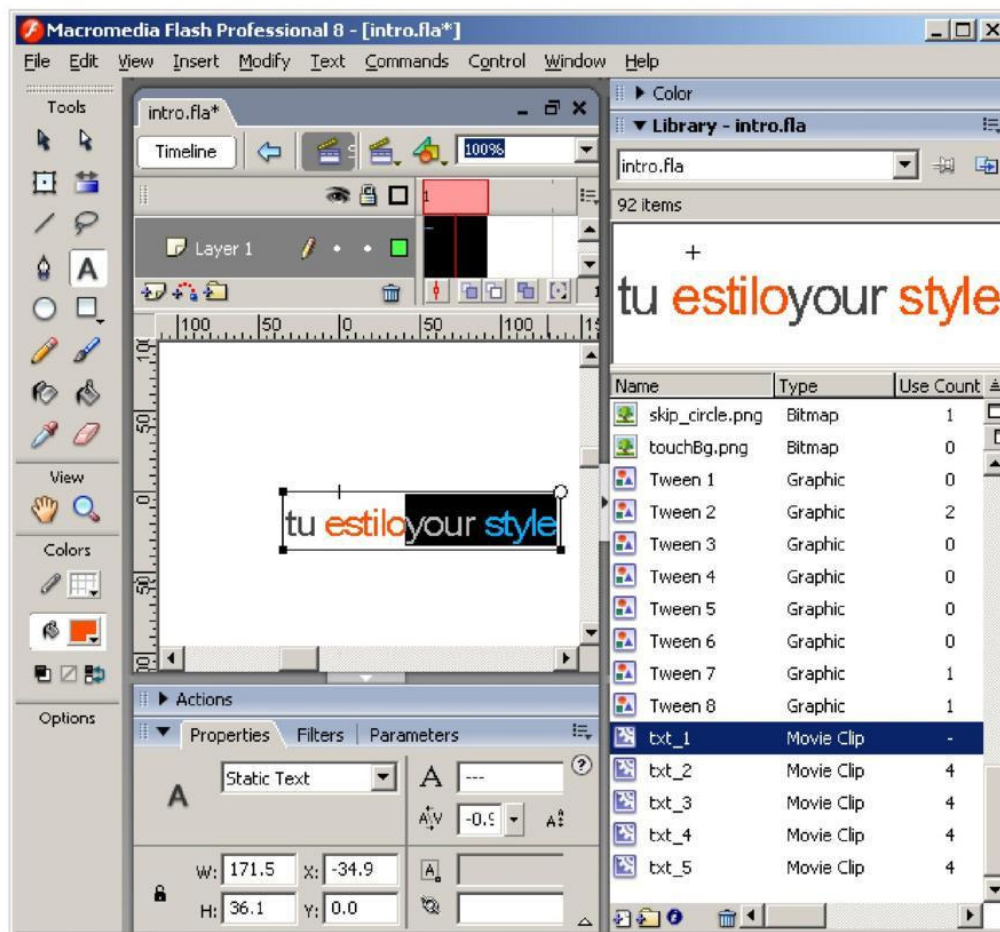 Macromedia Flash Professional 8 - [intro.fla*]
File Edit View Insert Modify Text Commands Control Window Help
Tools
View
Colors
Options
intro.fla*
Timeline
100%
1
Layer 1
100 50 0 50 100
50
0
50
tu estiloyour style
Actions
Properties Filters Parameters
A
Static Text
A ---
-0.9
W: 171.5 X: -34.9
H: 36.1 Y: 0.0
Color
Library - intro.fla
intro.fla
92 items
tu estiloyour style
Name Type Use Count
skip_circle.png Bitmap 1
touchBg.png Bitmap 0
Tween 1 Graphic 0
Tween 2 Graphic 2
Tween 3 Graphic 0
Tween 4 Graphic 0
Tween 5 Graphic 0
Tween 6 Graphic 0
Tween 7 Graphic 1
Tween 8 Graphic 1
txt_1 Movie Clip -
txt_2 Movie Clip 4
txt_3 Movie Clip 4
txt_4 Movie Clip 4
txt_5 Movie Clip 4